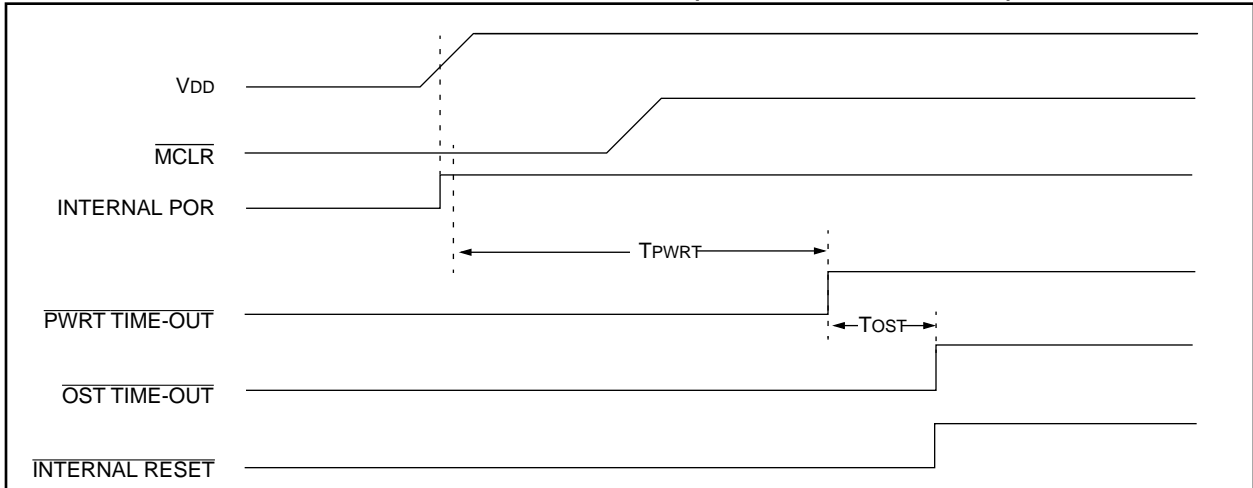 VDD
MCLR
INTERNAL POR
TPWRT
PWRT TIME-OUT
TOST
OST TIME-OUT
INTERNAL RESET